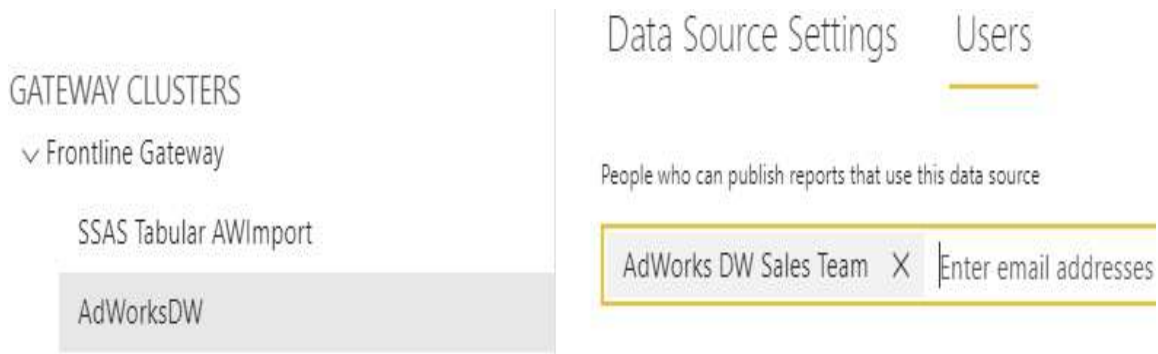 GATEWAY CLUSTERS
Frontline Gateway
SSAS Tabular AWImport
AdWorksDW
Data Source Settings Users
People who can publish reports that use this data source
AdWorks DW Sales Team X Enter email addresses